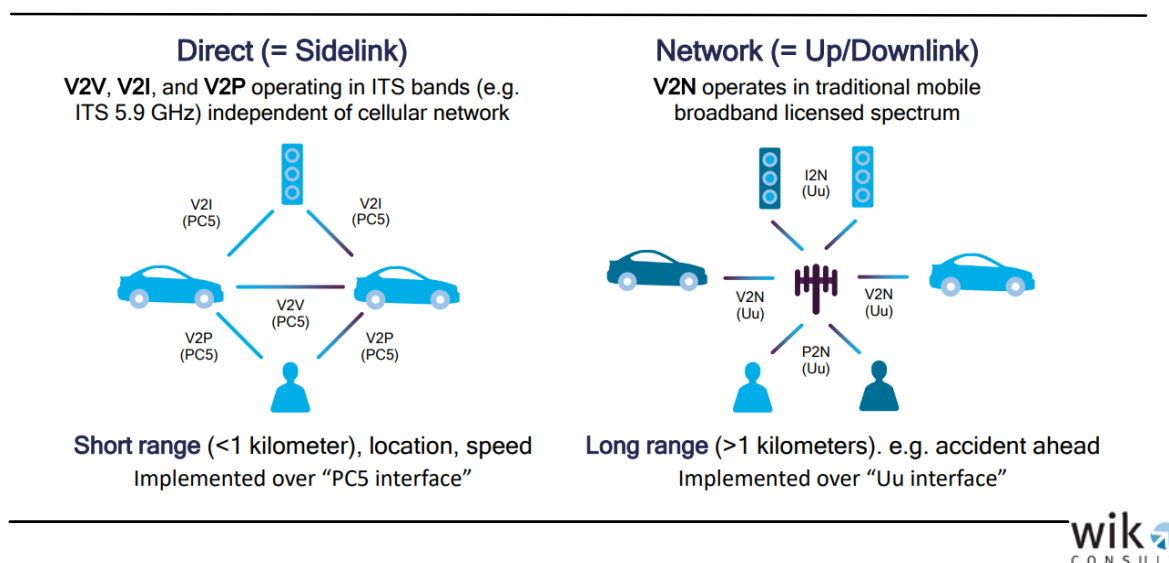 Direct (= Sidelink)
V2V, V2I, and V2P operating in ITS bands (e.g.
ITS 5.9 GHz) independent of cellular network
V2I
(PC5)
V2I
(PC5)
V2V
(PC5)
V2P
(PC5)
V2P
(PC5)
Short range (<1 kilometer), location, speed
Implemented over “PC5 interface”
Network (= Up/Downlink)
V2N operates in traditional mobile
broadband licensed spectrum
I2N
(Uu)
V2N
(Uu)
V2N
(Uu)
P2N
(Uu)
Long range (>1 kilometers). e.g. accident ahead
Implemented over “Uu interface”
wik
CONSUL